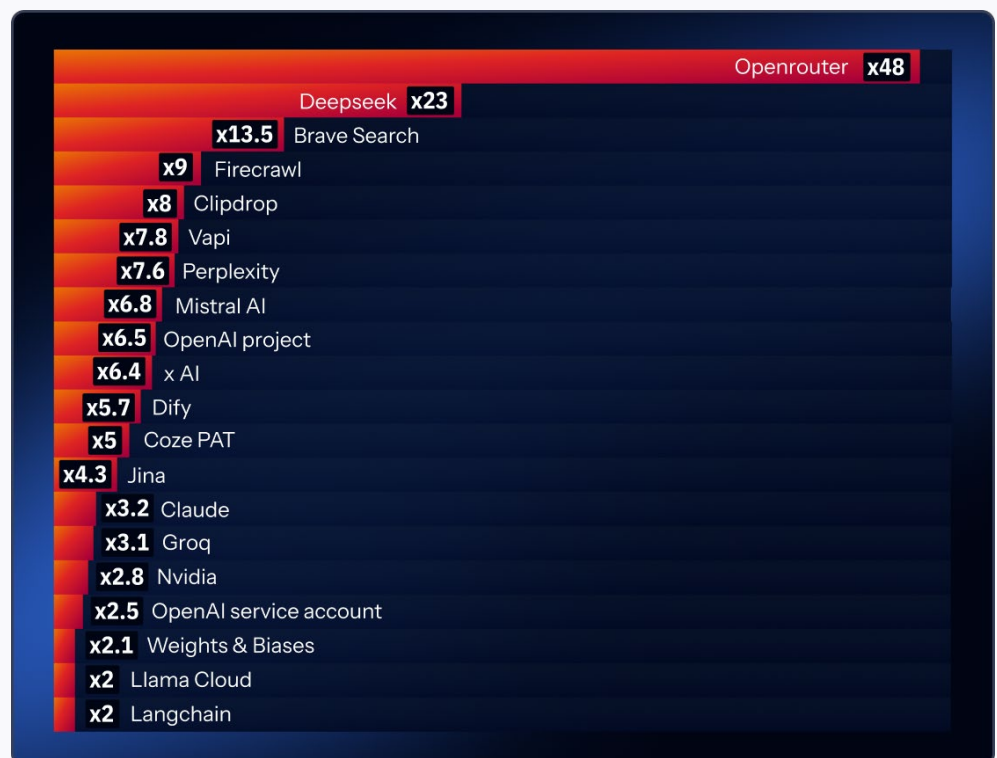 Openrouter x48
Deepseek x23
x13.5 Brave Search
x9 Firecrawl
x8 Clipdrop
x7.8 Vapi
x7.6 Perplexity
x6.8 Mistral AI
x6.5 OpenAI project
x6.4 x AI
x5.7 Dify
x5 Coze PAT
x4.3 Jina
x3.2 Claude
x3.1 Groq
x2.8 Nvidia
x2.5 OpenAI service account
x2.1 Weights & Biases
x2 Llama Cloud
x2 Langchain